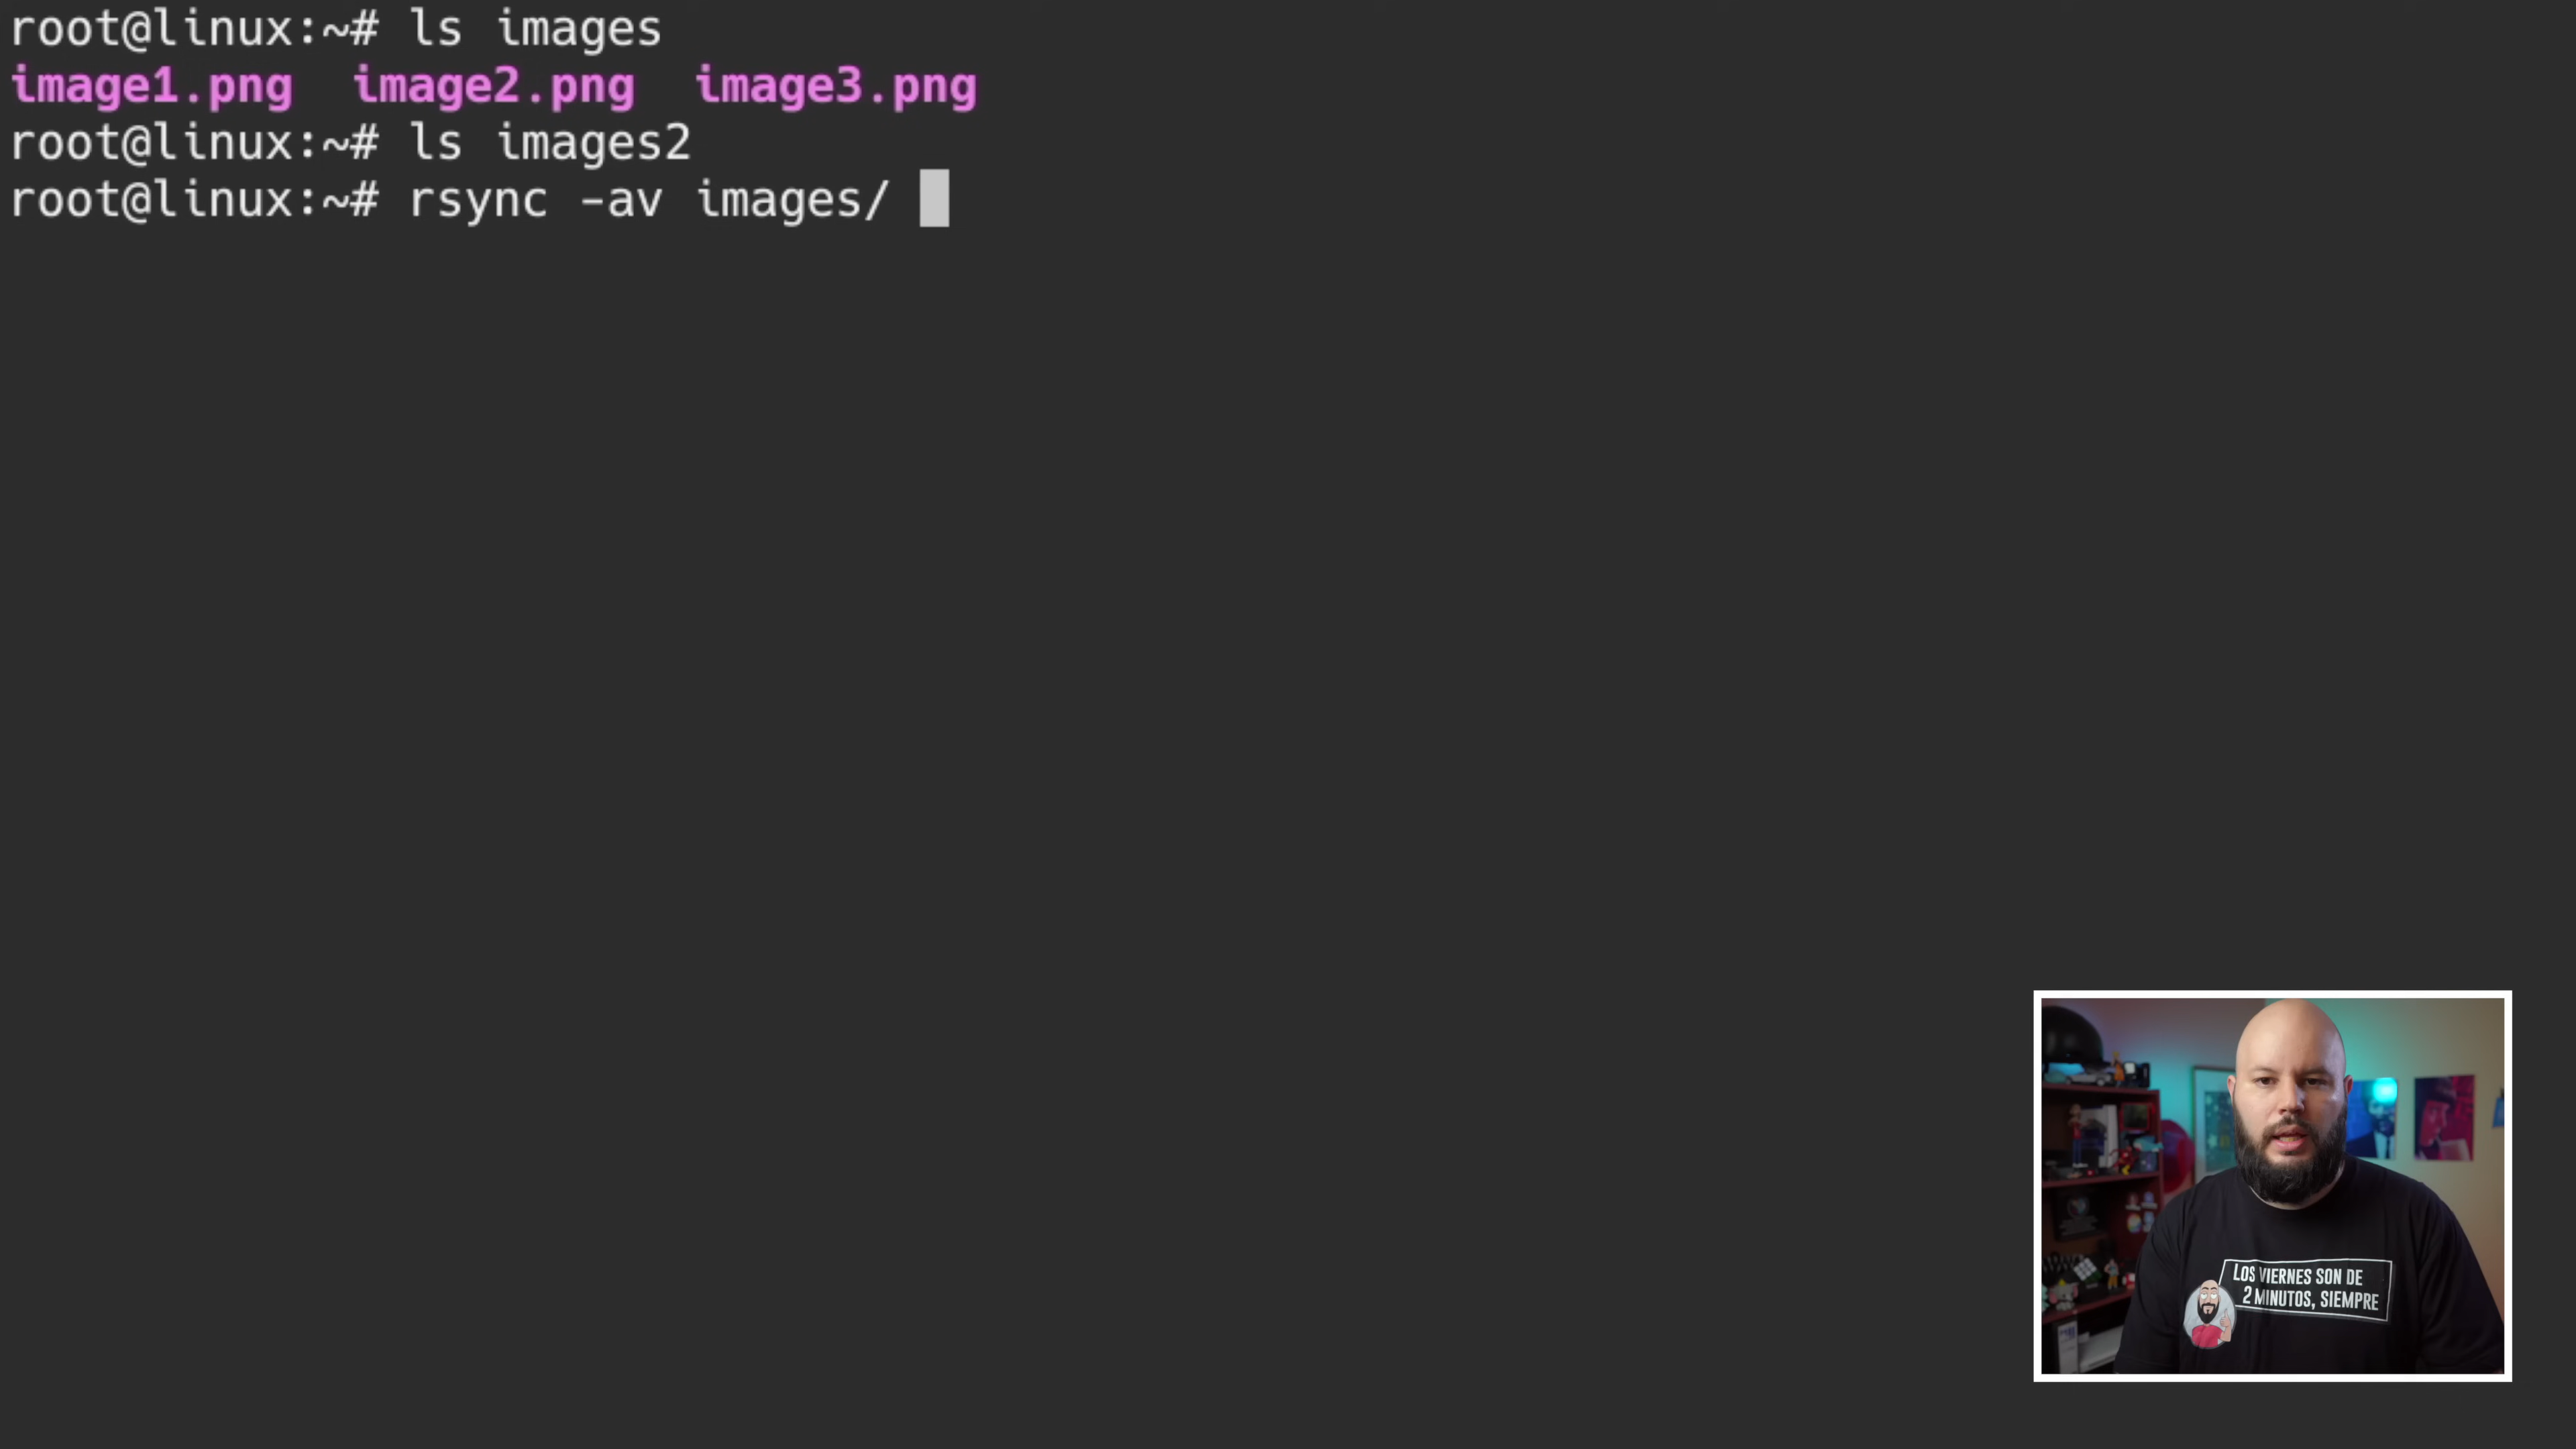 root@linux:~# ls images
image1.png  image2.png  image3.png
root@linux:~# ls images2
root@linux:~# rsync -av images/
LOS VIERNES SON DE
2 MINUTOS, SIEMPRE